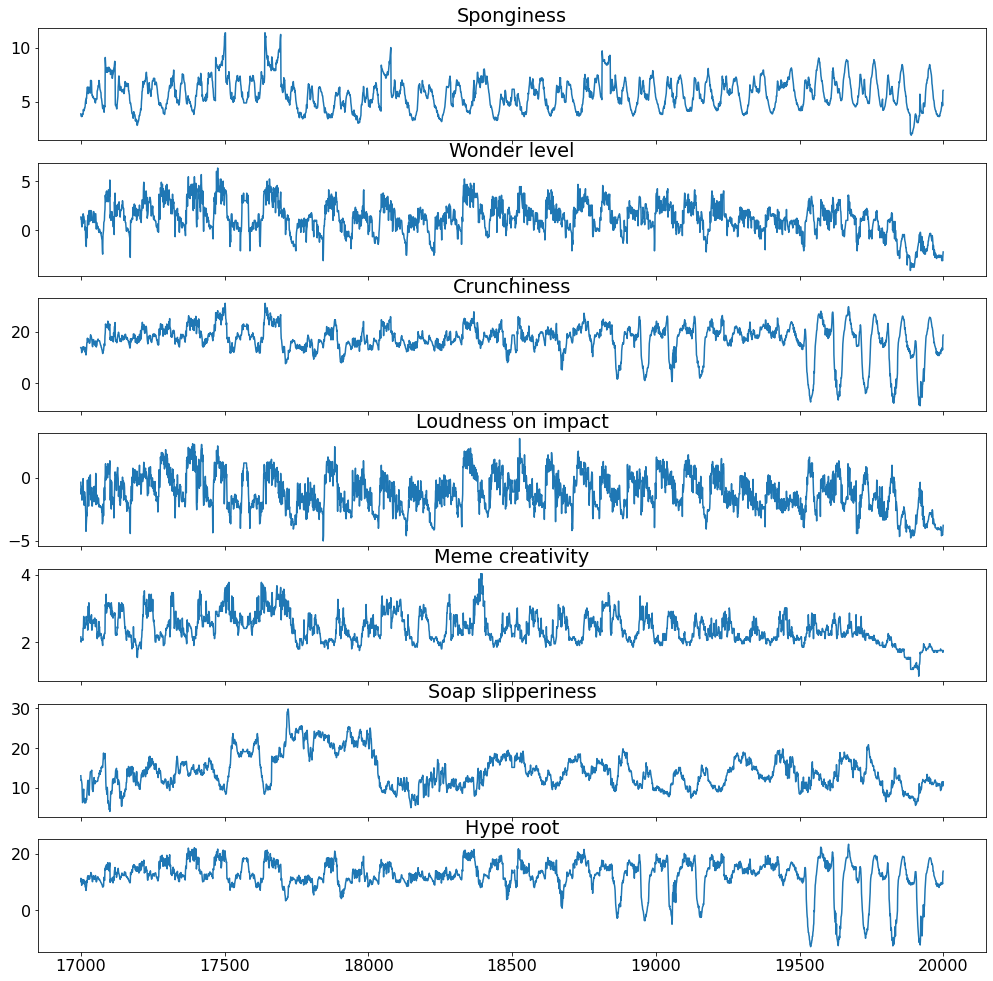 Sponginess
10
5
Wonder level
5
0
Crunchiness
20
0
Loudness on impact
0
−5
Meme creativity
4
2
Soap slipperiness
30
20
10
Hype root
20
0
17000 17500 18000 18500 19000 19500 20000